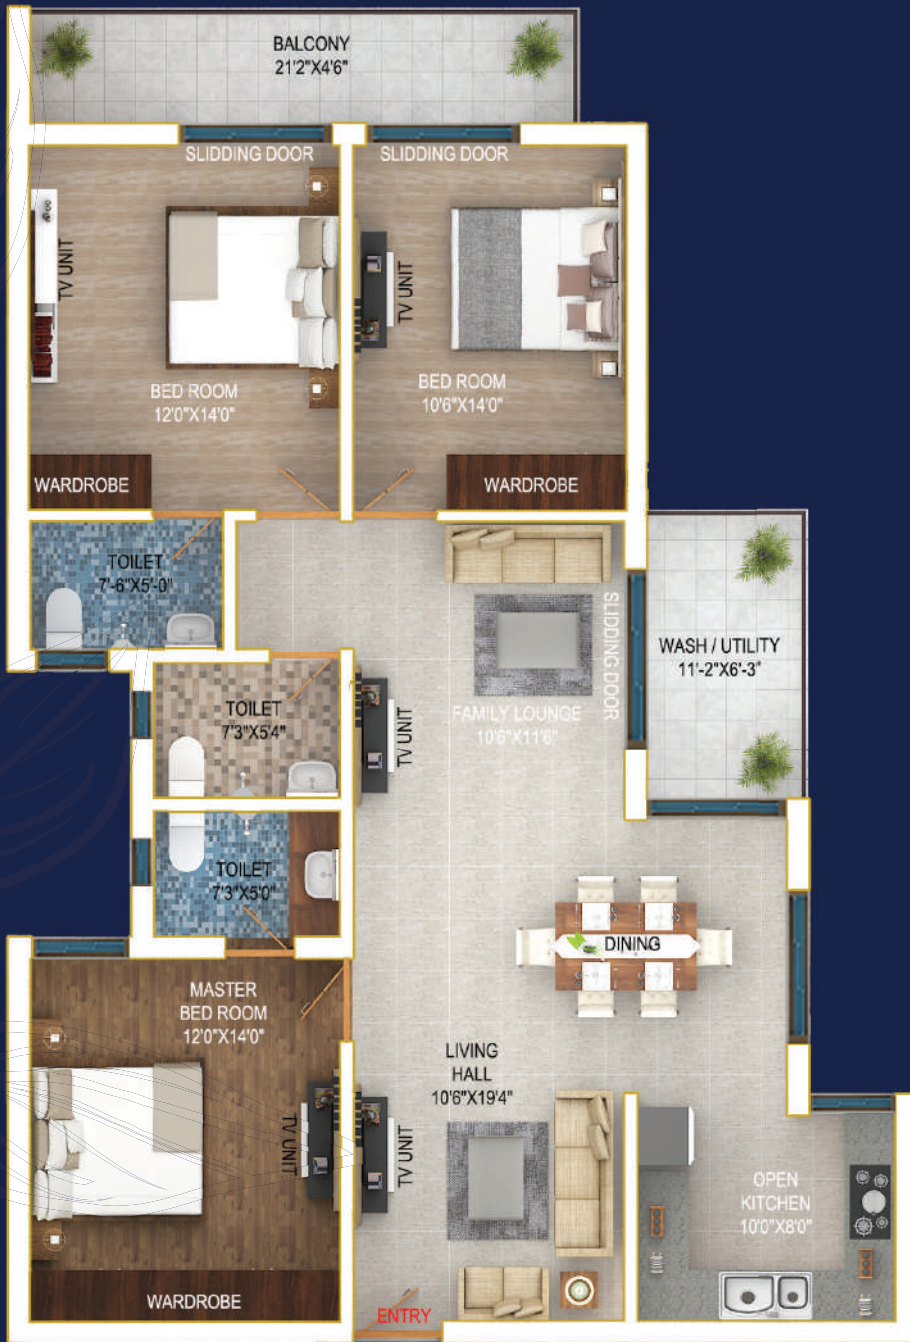 BALCONY
21'2"X4'6"
SLIDDING DOOR
SLIDDING DOOR
TV UNIT
TV UNIT
BED ROOM
12'0"X14'0"
BED ROOM
10'6"X14'0"
WARDROBE
WARDROBE
TOILET
7'-6"X5'-0"
SLIDDING DOOR
WASH / UTILITY
11'-2"X6'-3"
TOILET
7'3"X5'4"
TV UNIT
FAMILY LOUNGE
10'6"X11'6"
TOILET
7'3"X5'0"
DINING
MASTER
BED ROOM
12'0"X14'0"
LIVING
HALL
10'6"X19'4"
TV UNIT
TV UNIT
OPEN
KITCHEN
10'0"X8'0"
WARDROBE
ENTRY